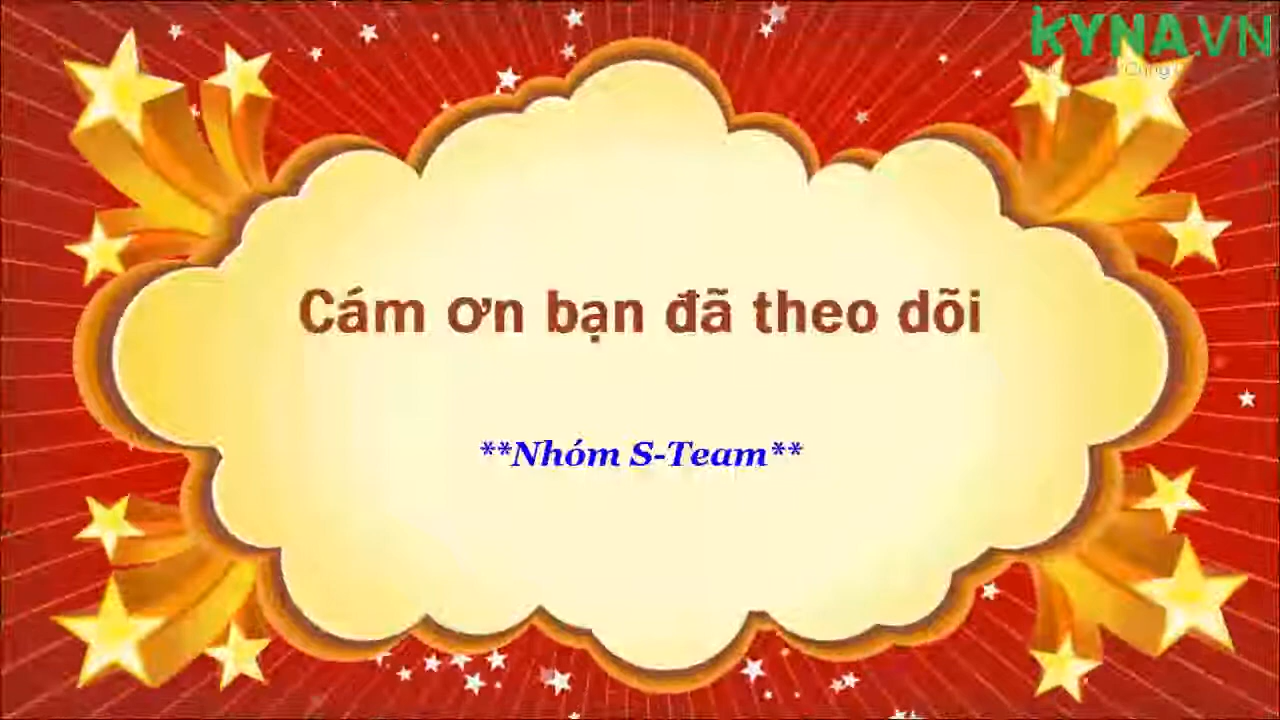 KYNA.VN
Cám ơn bạn đã theo dõi
**Nhóm S-Team**